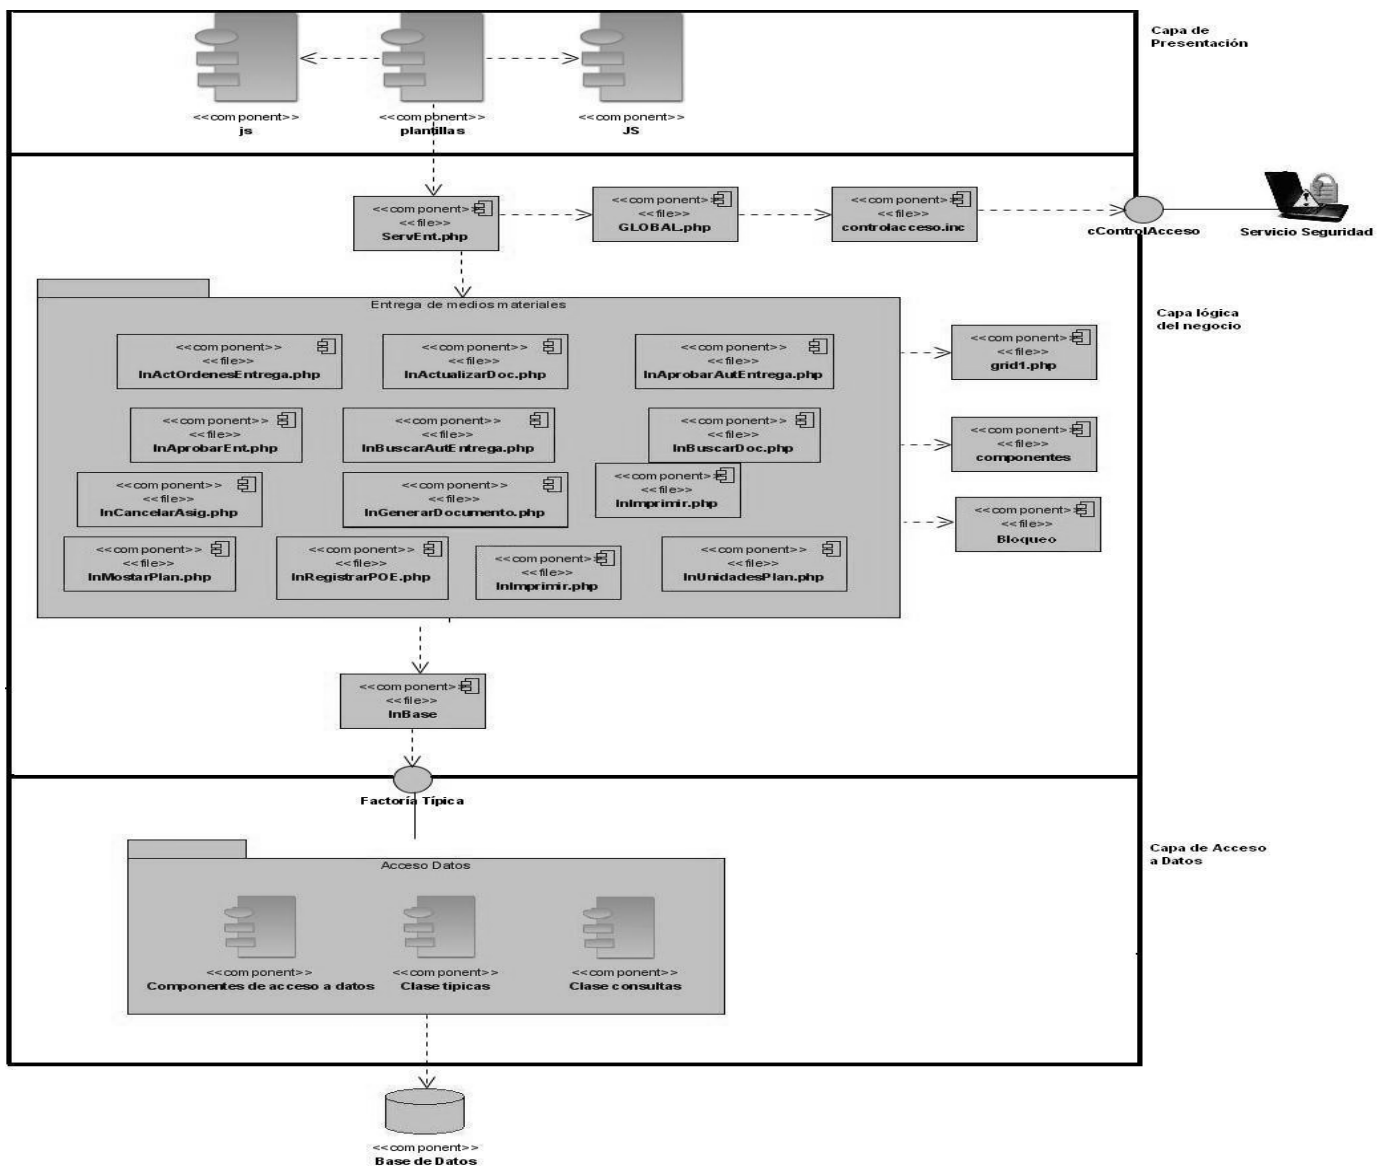 Capa de
Presentación
<<component>>
js
<<component>>
plantillas
<<component>>
JS
<<component>>
<<file>>
ServEnt.php
<<component>>
<<file>>
GLOBAL.php
<<component>>
<<file>>
controlacceso.inc
cControlAcceso
Servicio Seguridad
Capa lógica
del negocio
Entrega de medios materiales
<<component>>
<<file>>
InActOrdenesEntrega.php
<<component>>
<<file>>
InActualizarDoc.php
<<component>>
<<file>>
InAprobarAutEntrega.php
<<component>>
<<file>>
grid1.php
<<component>>
<<file>>
InAprobarEnt.php
<<component>>
<<file>>
InBuscarAutEntrega.php
<<component>>
<<file>>
InBuscarDoc.php
<<component>>
<<file>>
componentes
<<component>>
<<file>>
InCancelarAsig.php
<<component>>
<<file>>
InGenerarDocumento.php
<<component>>
<<file>>
InImprimir.php
<<component>>
<<file>>
Bloqueo
<<component>>
<<file>>
InMostarPlan.php
<<component>>
<<file>>
InRegistrarPOE.php
<<component>>
<<file>>
InImprimir.php
<<component>>
<<file>>
InUnidadesPlan.php
<<component>>
<<file>>
InBase
Factoría Típica
Capa de Acceso
a Datos
Acceso Datos
<<component>>
Componentes de acceso a datos
<<component>>
Clase tipicas
<<component>>
Clase consultas
<<component>>
Base de Datos